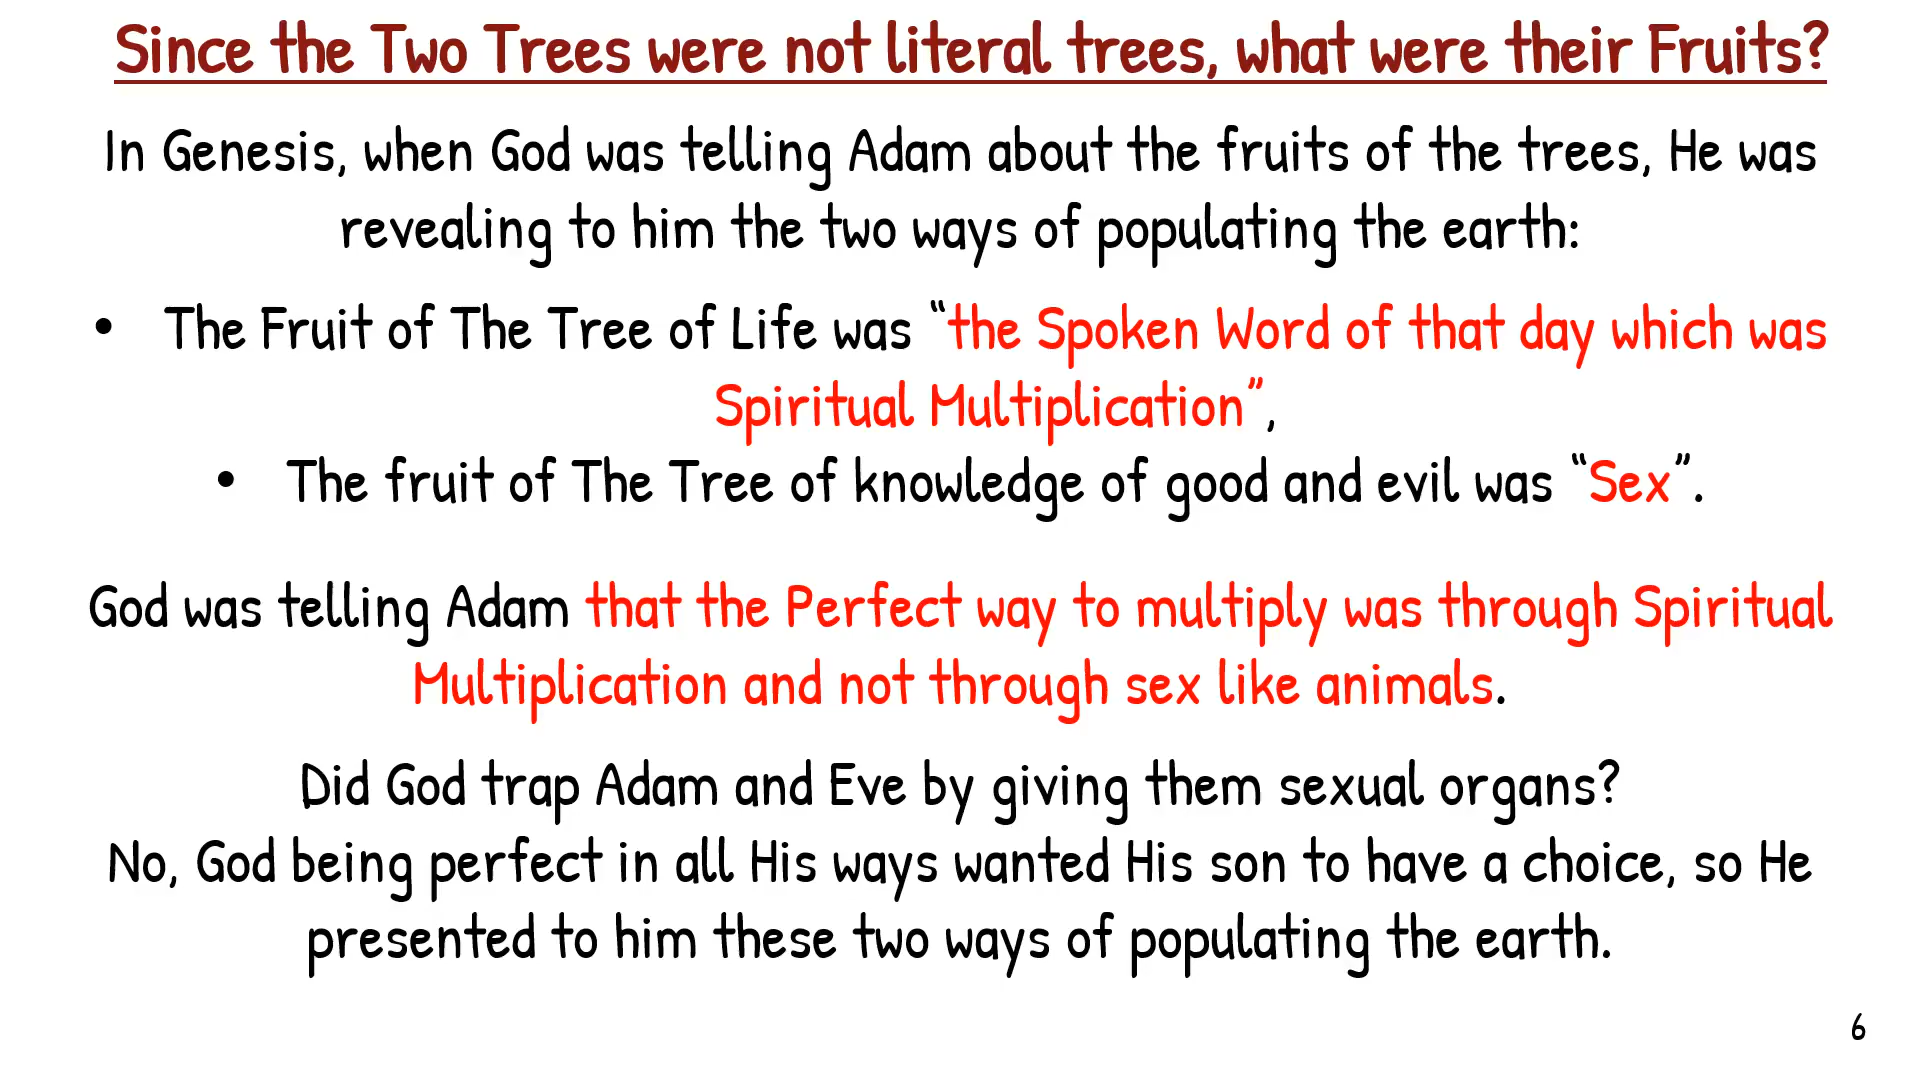 Since the Two Trees were not literal trees, what were their Fruits?
In Genesis, when God was telling Adam about the fruits of the trees, He was
revealing to him the two ways of populating the earth:
• The Fruit of The Tree of Life was “the Spoken Word of that day which was
Spiritual Multiplication”,
• The fruit of The Tree of knowledge of good and evil was “Sex”.
God was telling Adam that the Perfect way to multiply was through Spiritual
Multiplication and not through sex like animals.
Did God trap Adam and Eve by giving them sexual organs?
No, God being perfect in all His ways wanted His son to have a choice, so He
presented to him these two ways of populating the earth.
6